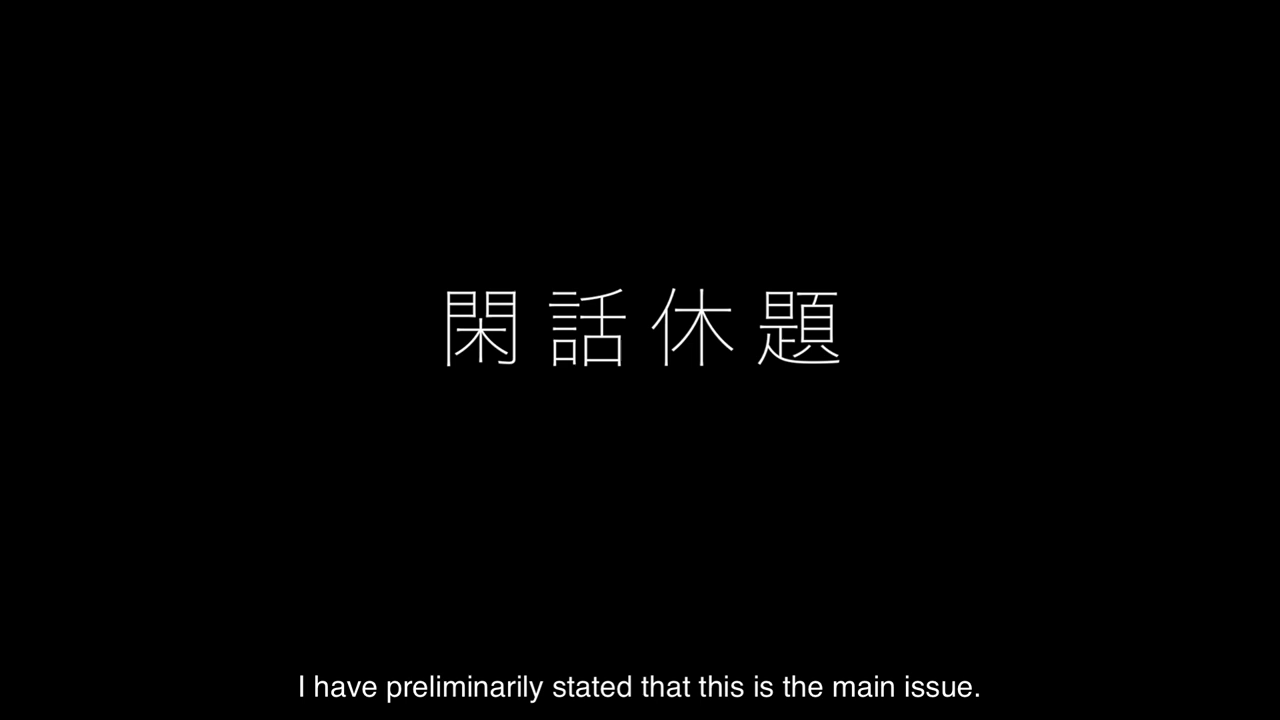 閑話休題
I have preliminarily stated that this is the main issue.